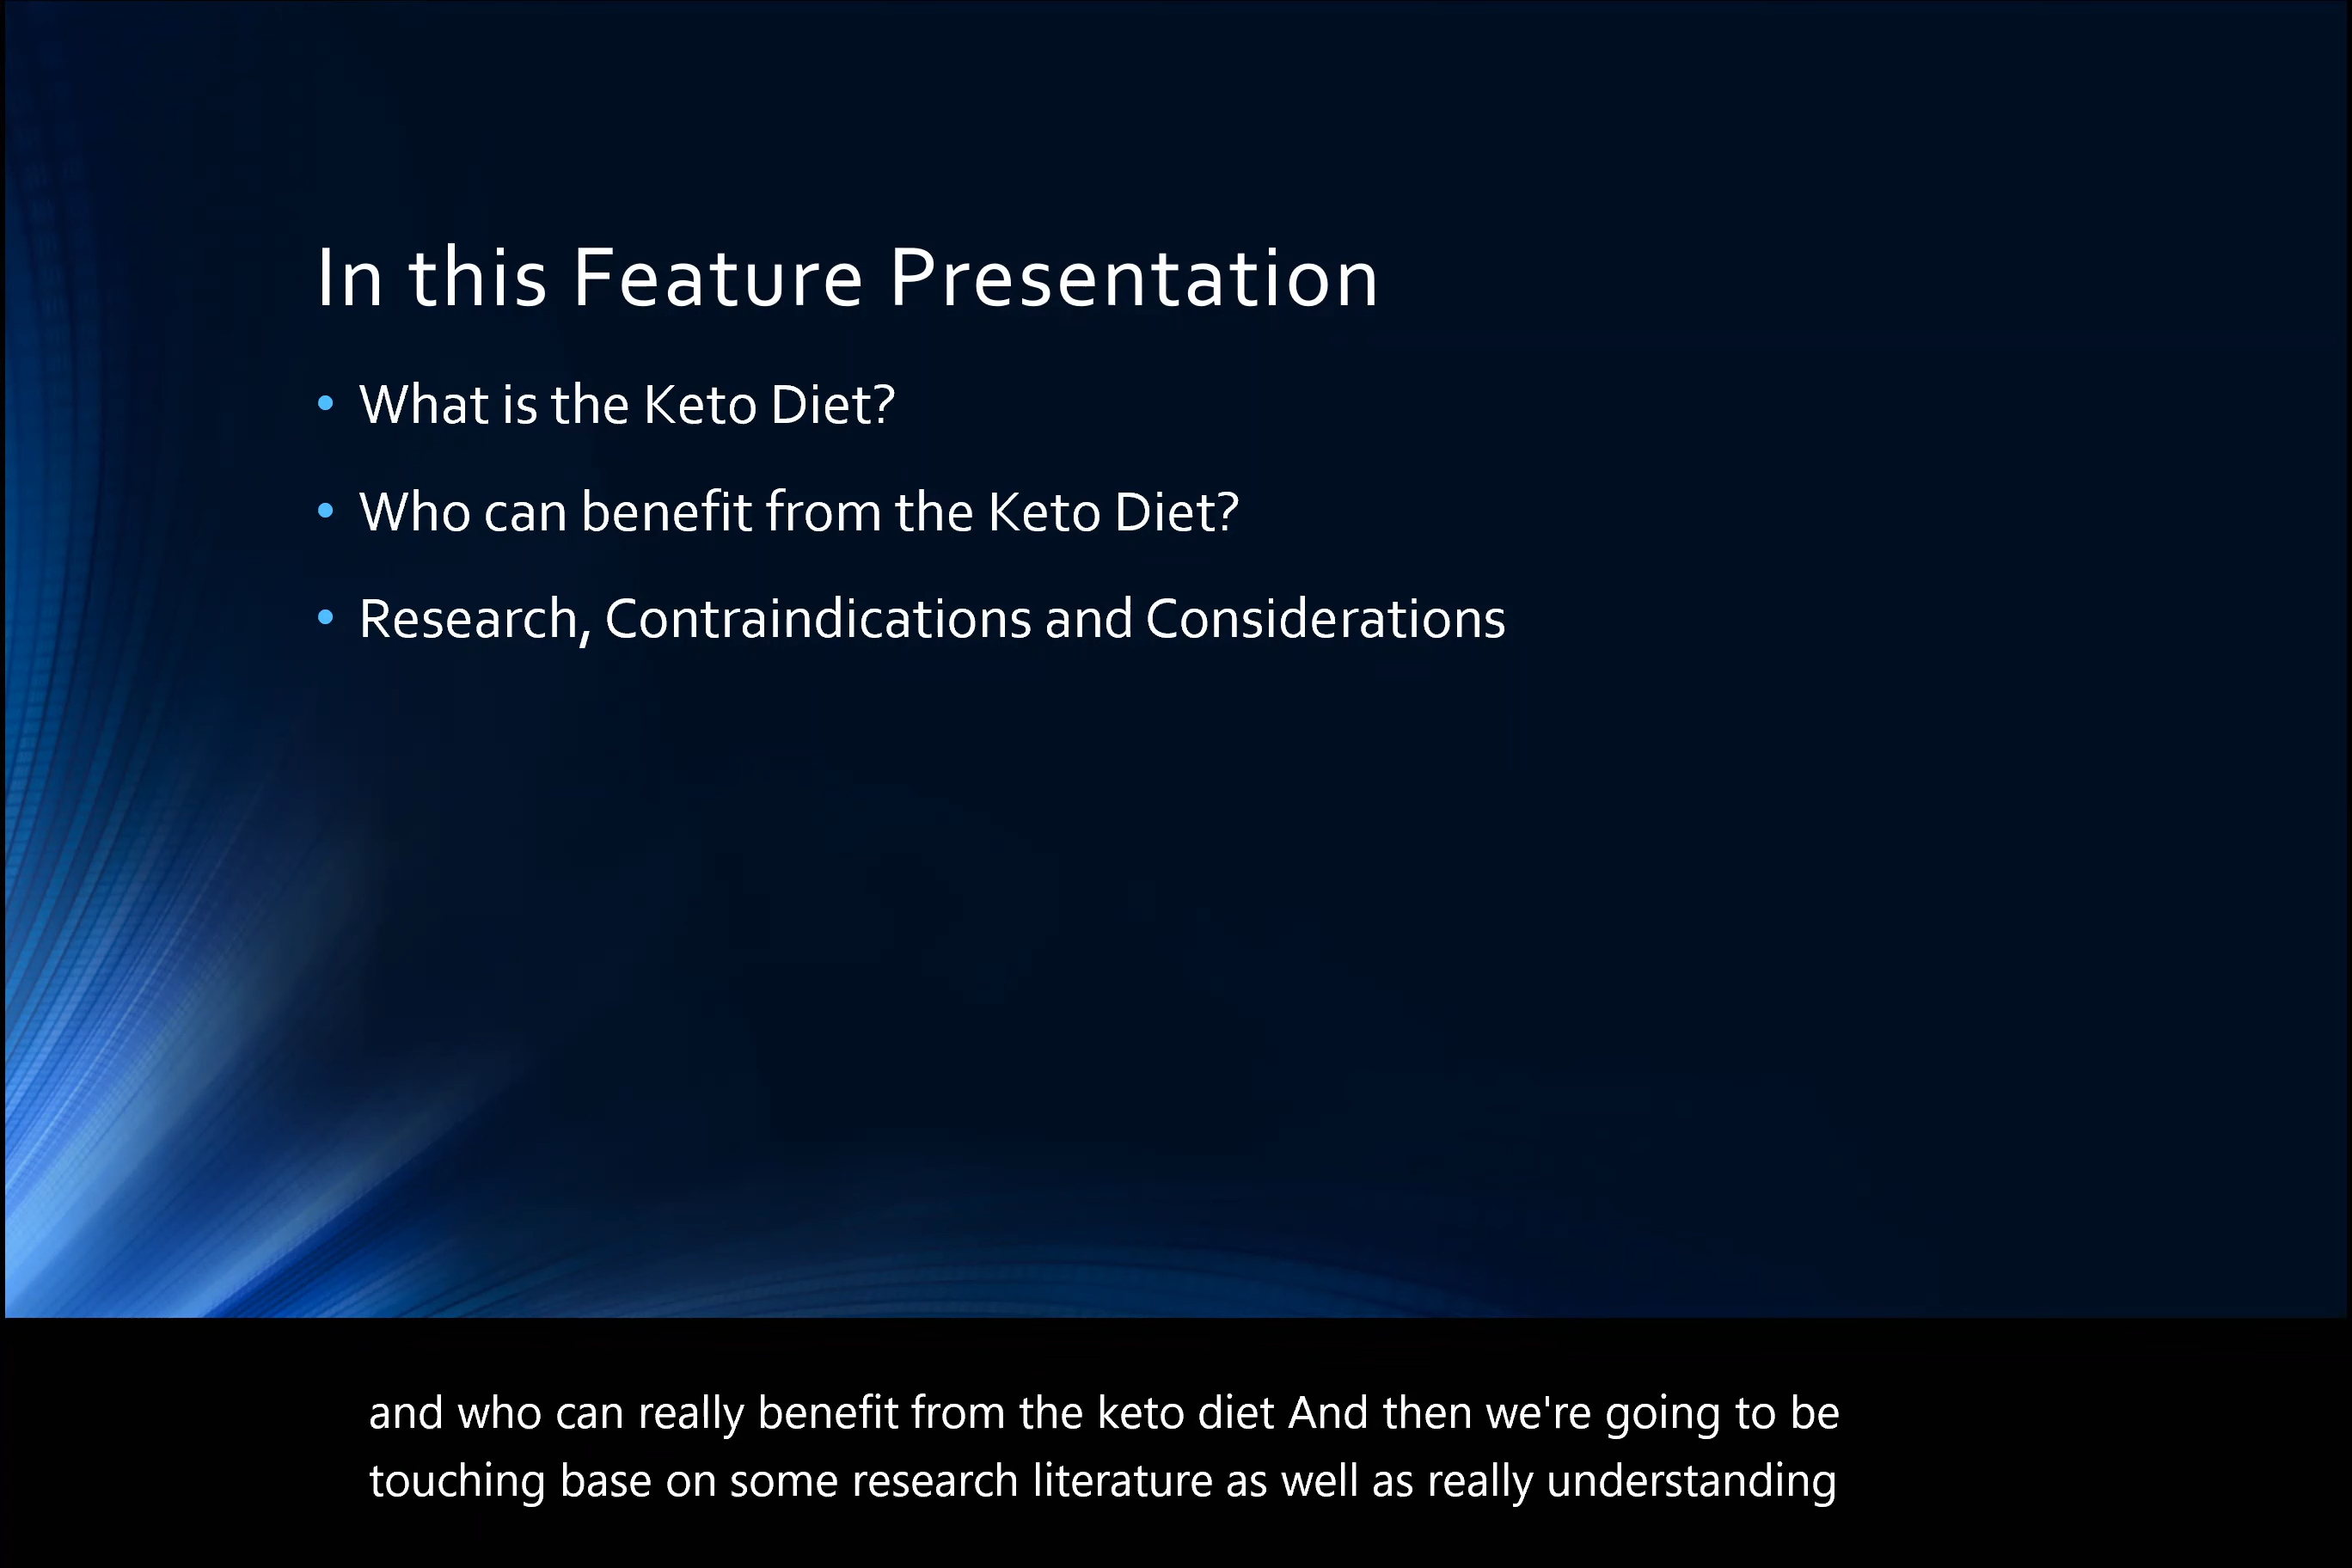 In this Feature Presentation
• What is the Keto Diet?
• Who can benefit from the Keto Diet?
• Research, Contraindications and Considerations
and who can really benefit from the keto diet And then we're going to be
touching base on some research literature as well as really understanding